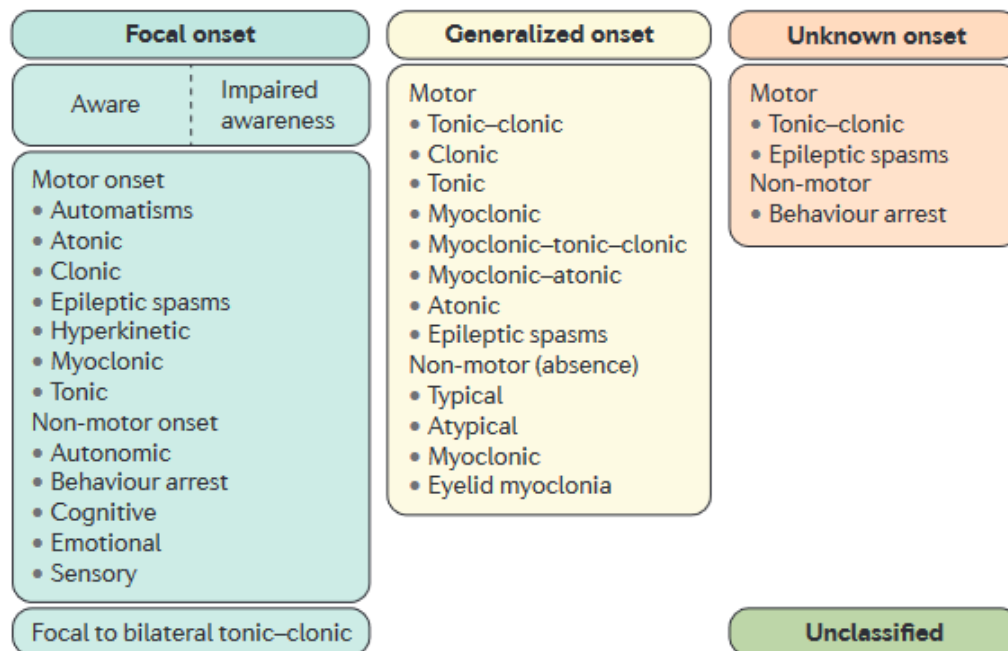 Focal onset
Aware
Impaired
awareness
Motor onset
• Automatisms
• Atonic
• Clonic
• Epileptic spasms
• Hyperkinetic
• Myoclonic
• Tonic
Non-motor onset
• Autonomic
• Behaviour arrest
• Cognitive
• Emotional
• Sensory
Focal to bilateral tonic–clonic
Generalized onset
Motor
• Tonic–clonic
• Clonic
• Tonic
• Myoclonic
• Myoclonic–tonic–clonic
• Myoclonic–atonic
• Atonic
• Epileptic spasms
Non-motor (absence)
• Typical
• Atypical
• Myoclonic
• Eyelid myoclonia
Unknown onset
Motor
• Tonic–clonic
• Epileptic spasms
Non-motor
• Behaviour arrest
Unclassified